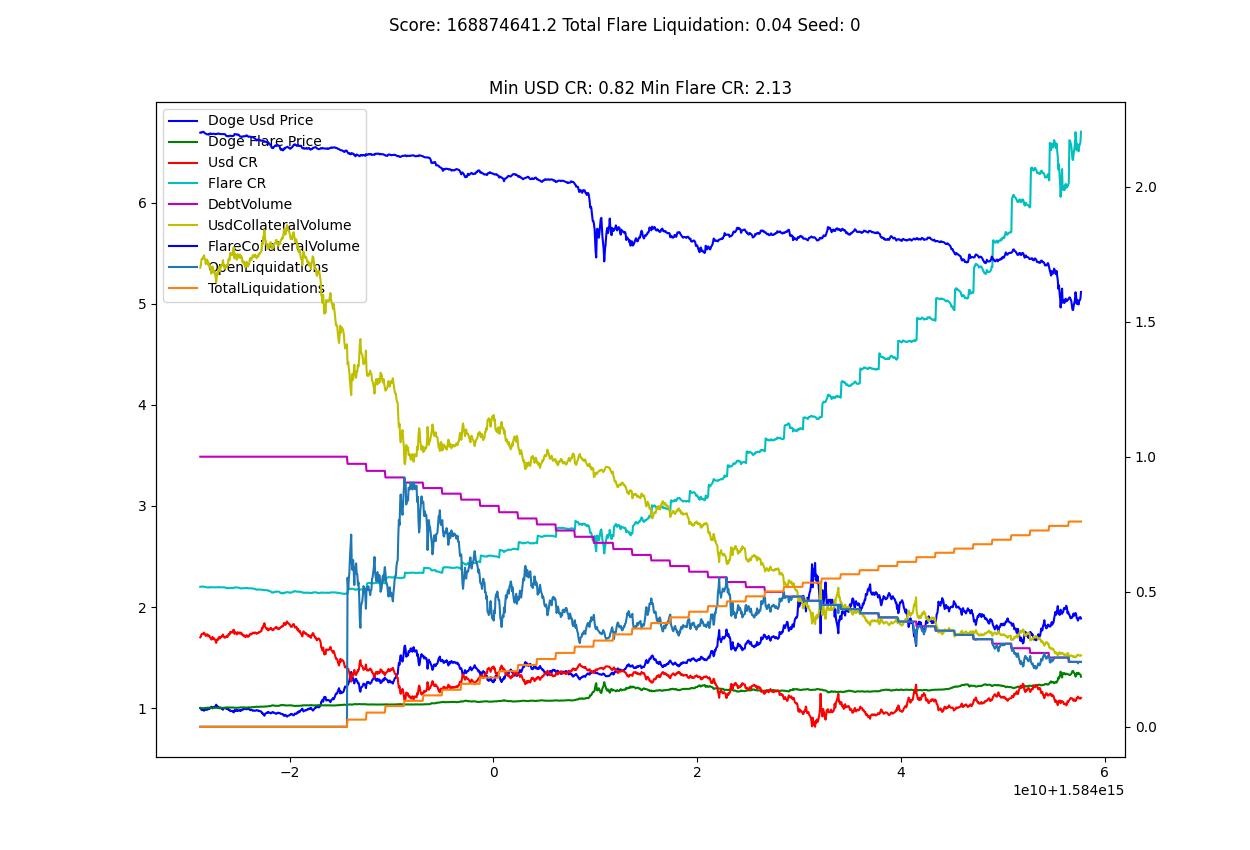 Score: 168874641.2 Total Flare Liquidation: 0.04 Seed: 0
Min USD CR: 0.82 Min Flare CR: 2.13
Doge Usd Price
Doge Flare Price
Usd CR
Flare CR
DebtVolume
UsdCollateralVolume
FlareCollateralVolume
OpenLiquidations
TotalLiquidations
6
5
4
3
2
1
2.0
1.5
1.0
0.5
0.0
−2
0
2
4
6
1e10+1.584e15